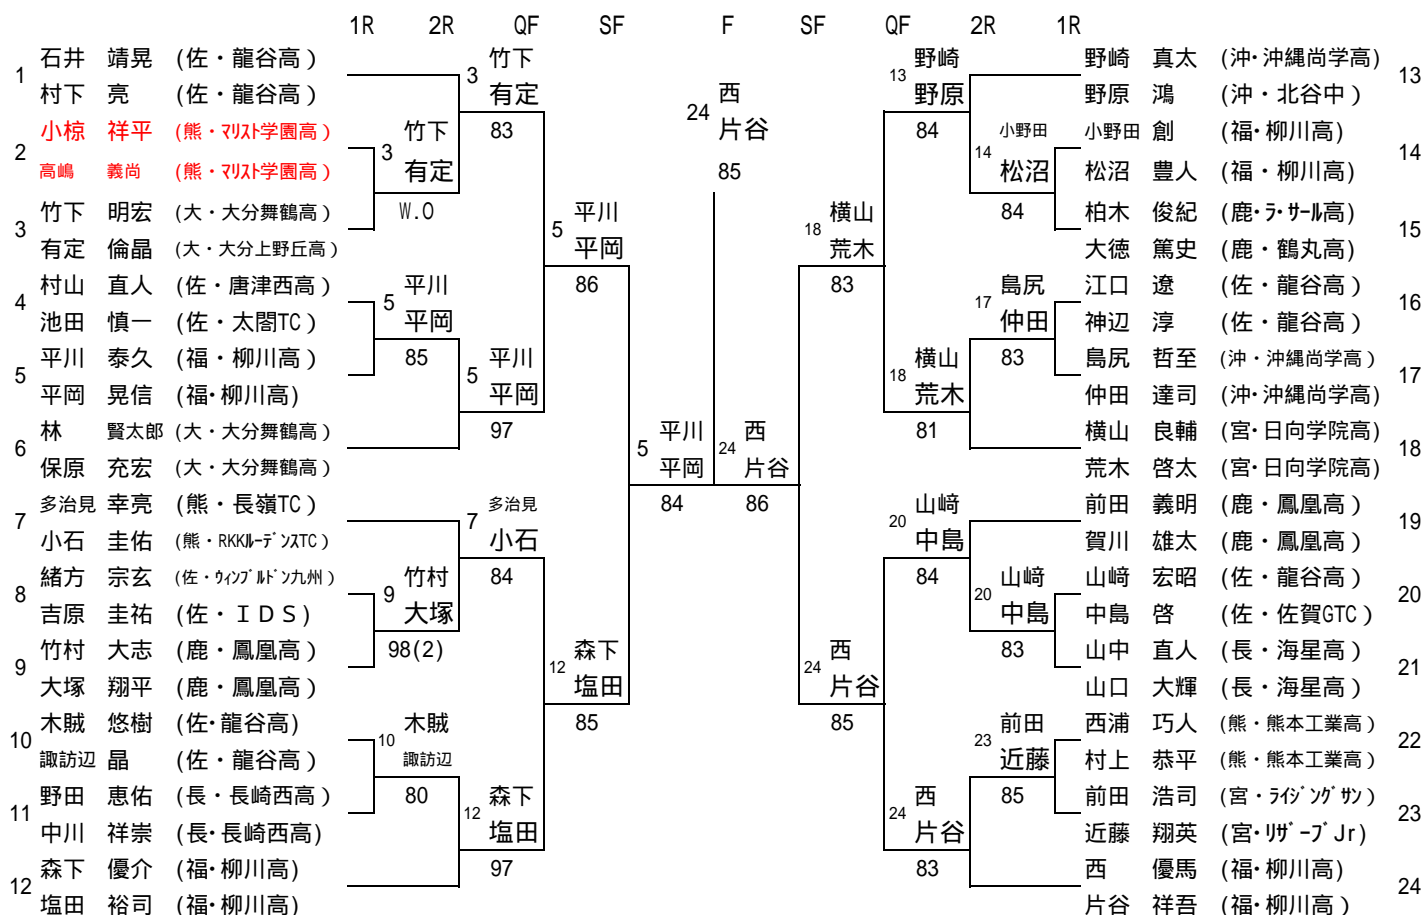 1R 2R QF SF F SF QF 2R 1R
1 石井 靖晃 (佐・龍谷高)
村下 亮 (佐・龍谷高)
2 小椋 祥平 (熊・マリスト学園高)
高嶋 義尚 (熊・マリスト学園高)
3 竹下 明宏 (大・大分舞鶴高)
有定 倫晶 (大・大分上野丘高)
4 村山 直人 (佐・唐津西高)
池田 慎一 (佐・太閤TC)
5 平川 泰久 (福・柳川高)
平岡 晃信 (福・柳川高)
6 林 賢太郎 (大・大分舞鶴高)
保原 充宏 (大・大分舞鶴高)
7 多治見 幸亮 (熊・長嶺TC)
小石 圭佑 (熊・RKKルーデンスTC)
8 緒方 宗玄 (佐・ウィンブルドン九州)
吉原 圭祐 (佐・ＩＤＳ)
9 竹村 大志 (鹿・鳳凰高)
大塚 翔平 (鹿・鳳凰高)
10 木賊 悠樹 (佐・龍谷高)
諏訪辺 晶 (佐・龍谷高)
11 野田 恵佑 (長・長崎西高)
中川 祥崇 (長・長崎西高)
12 森下 優介 (福・柳川高)
塩田 裕司 (福・柳川高)
3 竹下
有定
W.O
5 平川
平岡
85
9 竹村
大塚
98(2)
10 木賊
諏訪辺
80
3 竹下
有定
83
5 平川
平岡
97
7 多治見
小石
84
12 森下
塩田
97
5 平川
平岡
86
12 森下
塩田
85
5 平川
平岡
84
24 西
片谷
85
24 西
片谷
86
18 横山
荒木
83
24 西
片谷
85
13 野崎
野原
84
18 横山
荒木
81
20 山﨑
中島
84
24 西
片谷
83
14 小野田
松沼
84
17 島尻
仲田
83
20 山﨑
中島
83
23 前田
近藤
85
野崎 真太 (沖・沖縄尚学高) 13
野原 鴻 (沖・北谷中)
小野田 創 (福・柳川高) 14
松沼 豊人 (福・柳川高)
柏木 俊紀 (鹿・ラ・サール高) 15
大徳 篤史 (鹿・鶴丸高)
江口 遼 (佐・龍谷高) 16
神辺 淳 (佐・龍谷高)
島尻 哲至 (沖・沖縄尚学高) 17
仲田 達司 (沖・沖縄尚学高)
横山 良輔 (宮・日向学院高) 18
荒木 啓太 (宮・日向学院高)
前田 義明 (鹿・鳳凰高) 19
賀川 雄太 (鹿・鳳凰高)
山﨑 宏昭 (佐・龍谷高) 20
中島 啓 (佐・佐賀GTC)
山中 直人 (長・海星高) 21
山口 大輝 (長・海星高)
西浦 巧人 (熊・熊本工業高) 22
村上 恭平 (熊・熊本工業高)
前田 浩司 (宮・ライジングサン) 23
近藤 翔英 (宮・リザーブJr)
西 優馬 (福・柳川高) 24
片谷 祥吾 (福・柳川高)